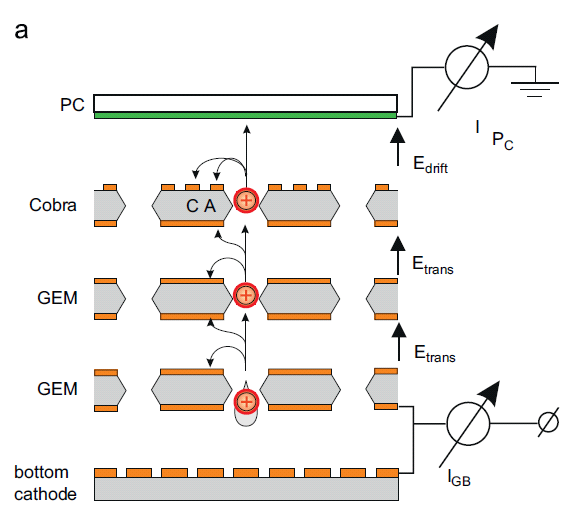 a
PC
I PC
Edrift
Cobra
C A
Etrans
GEM
Etrans
GEM
IGB
bottom
cathode